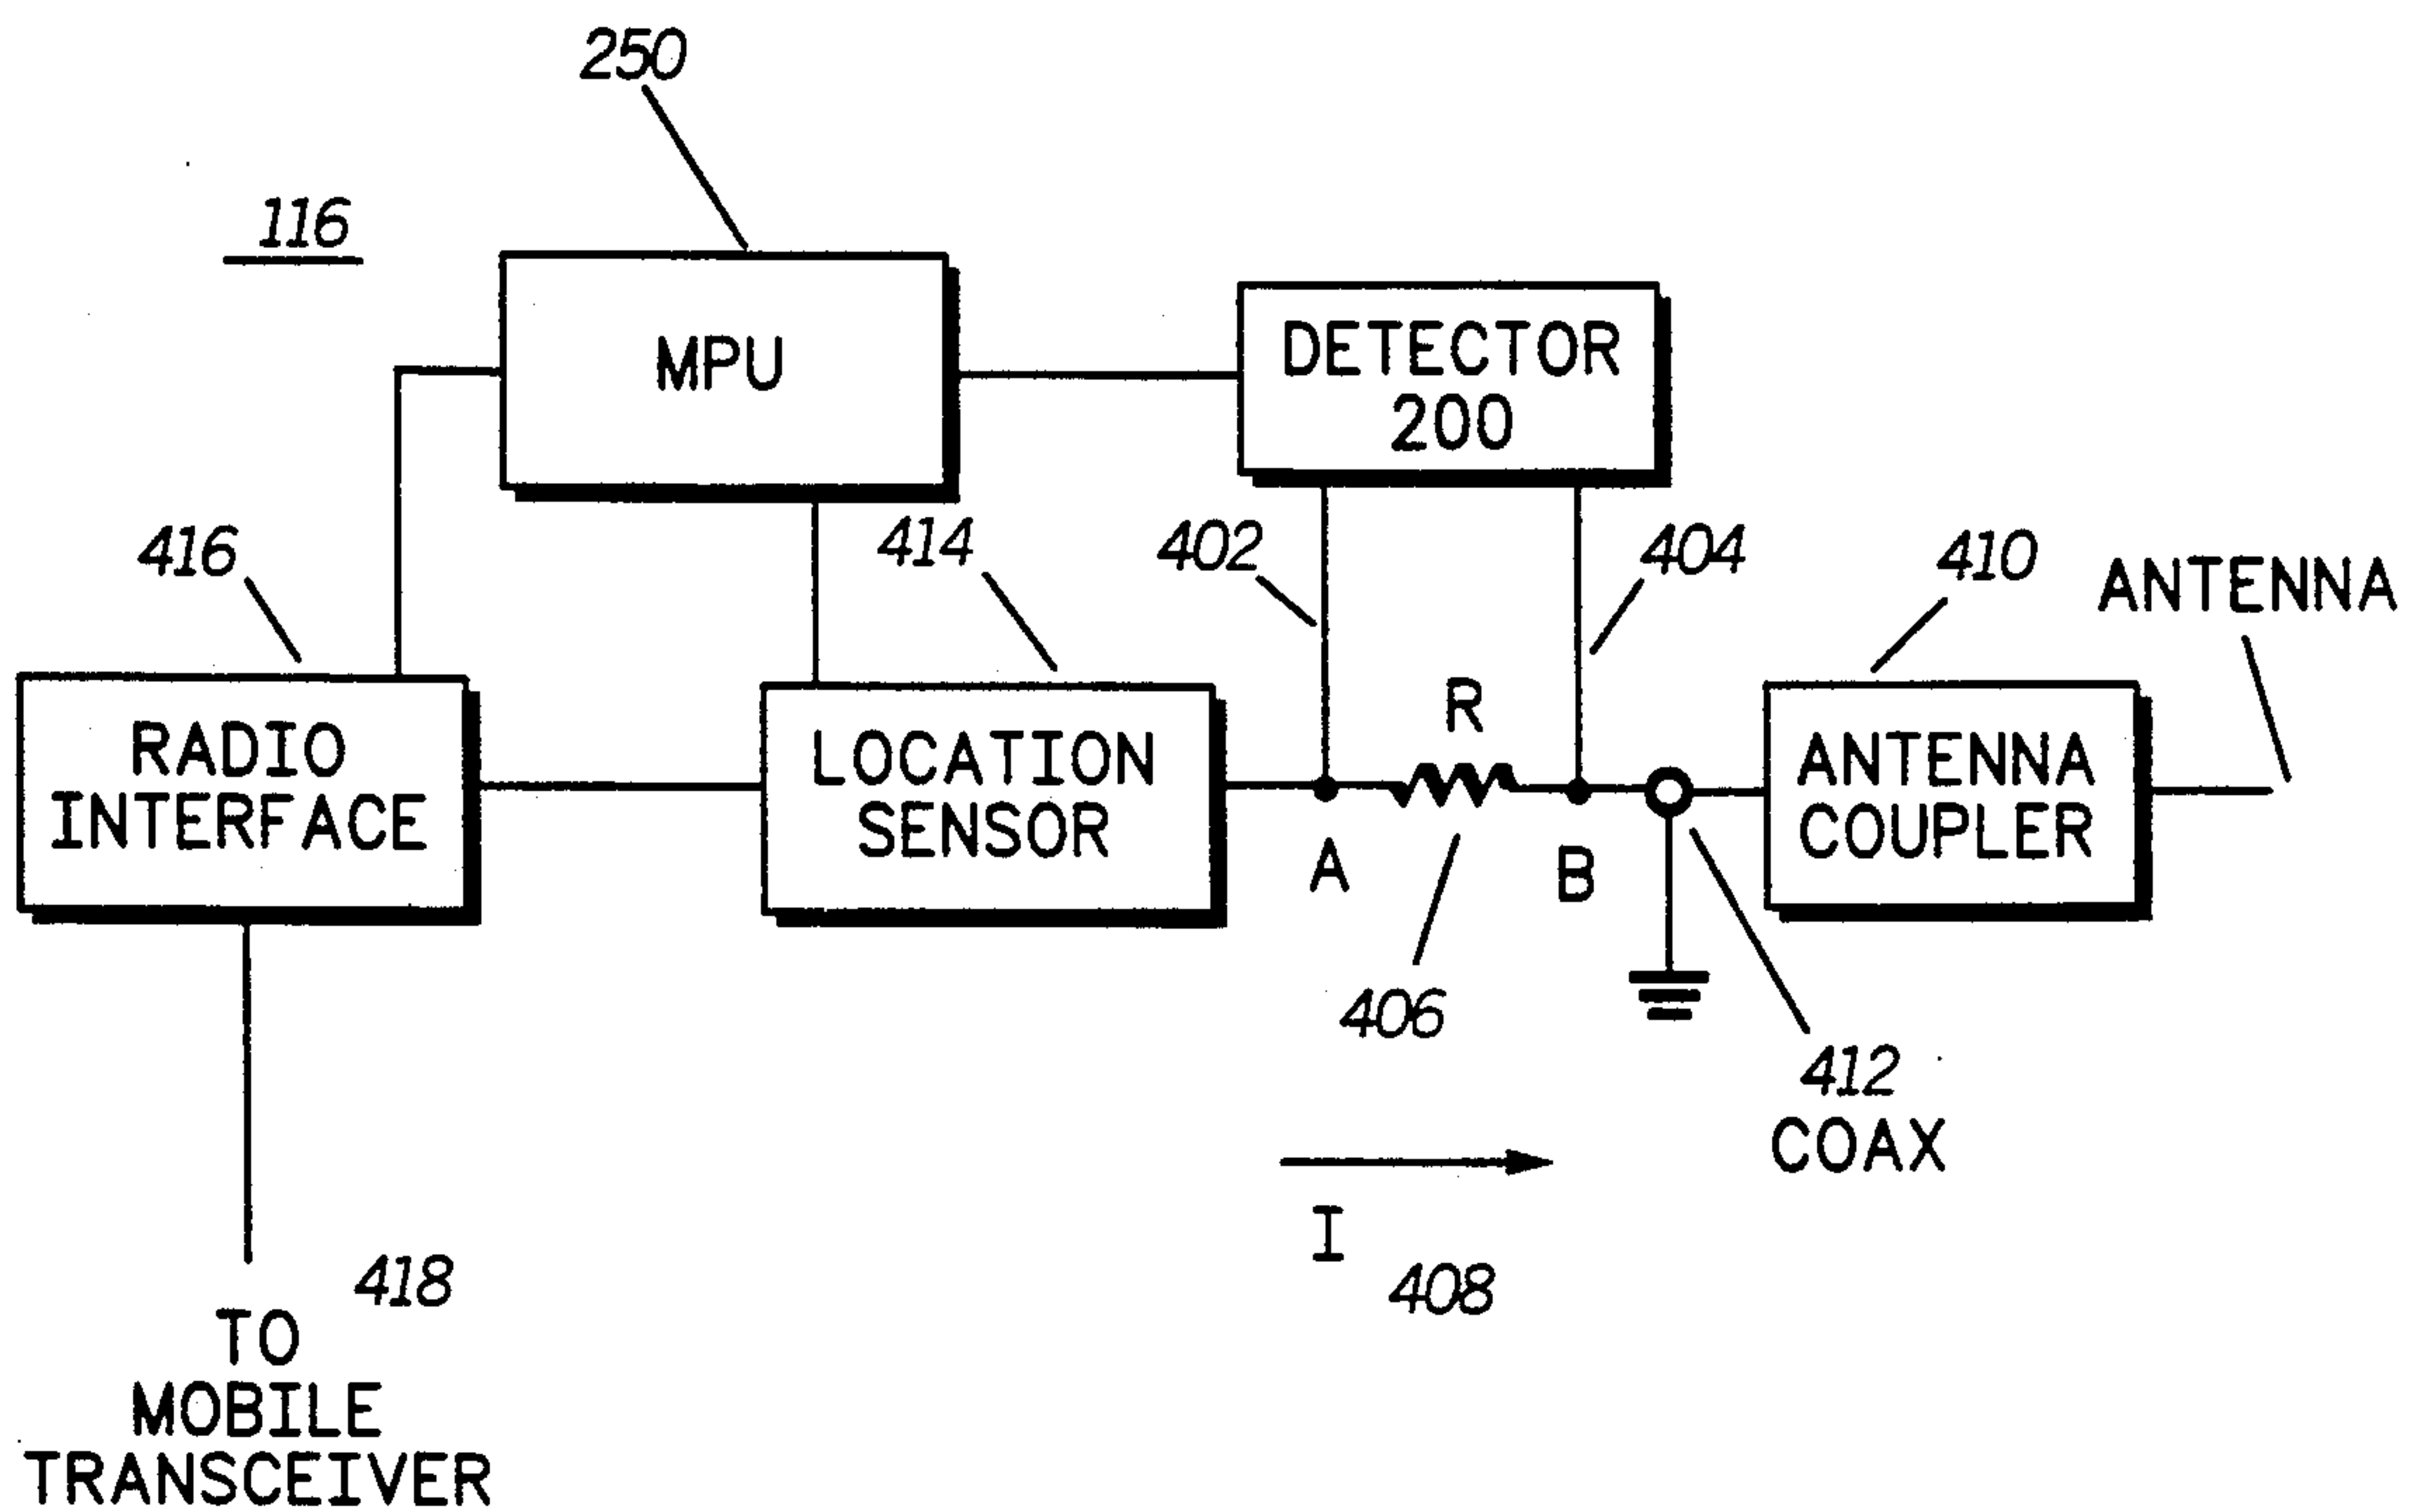 250
116
MPU
DETECTOR
200
416
414
402
404
410
ANTENNA
RADIO
INTERFACE
LOCATION
SENSOR
R
ANTENNA
COUPLER
A
B
406
412
COAX
I
408
418
TO
MOBILE
TRANSCEIVER